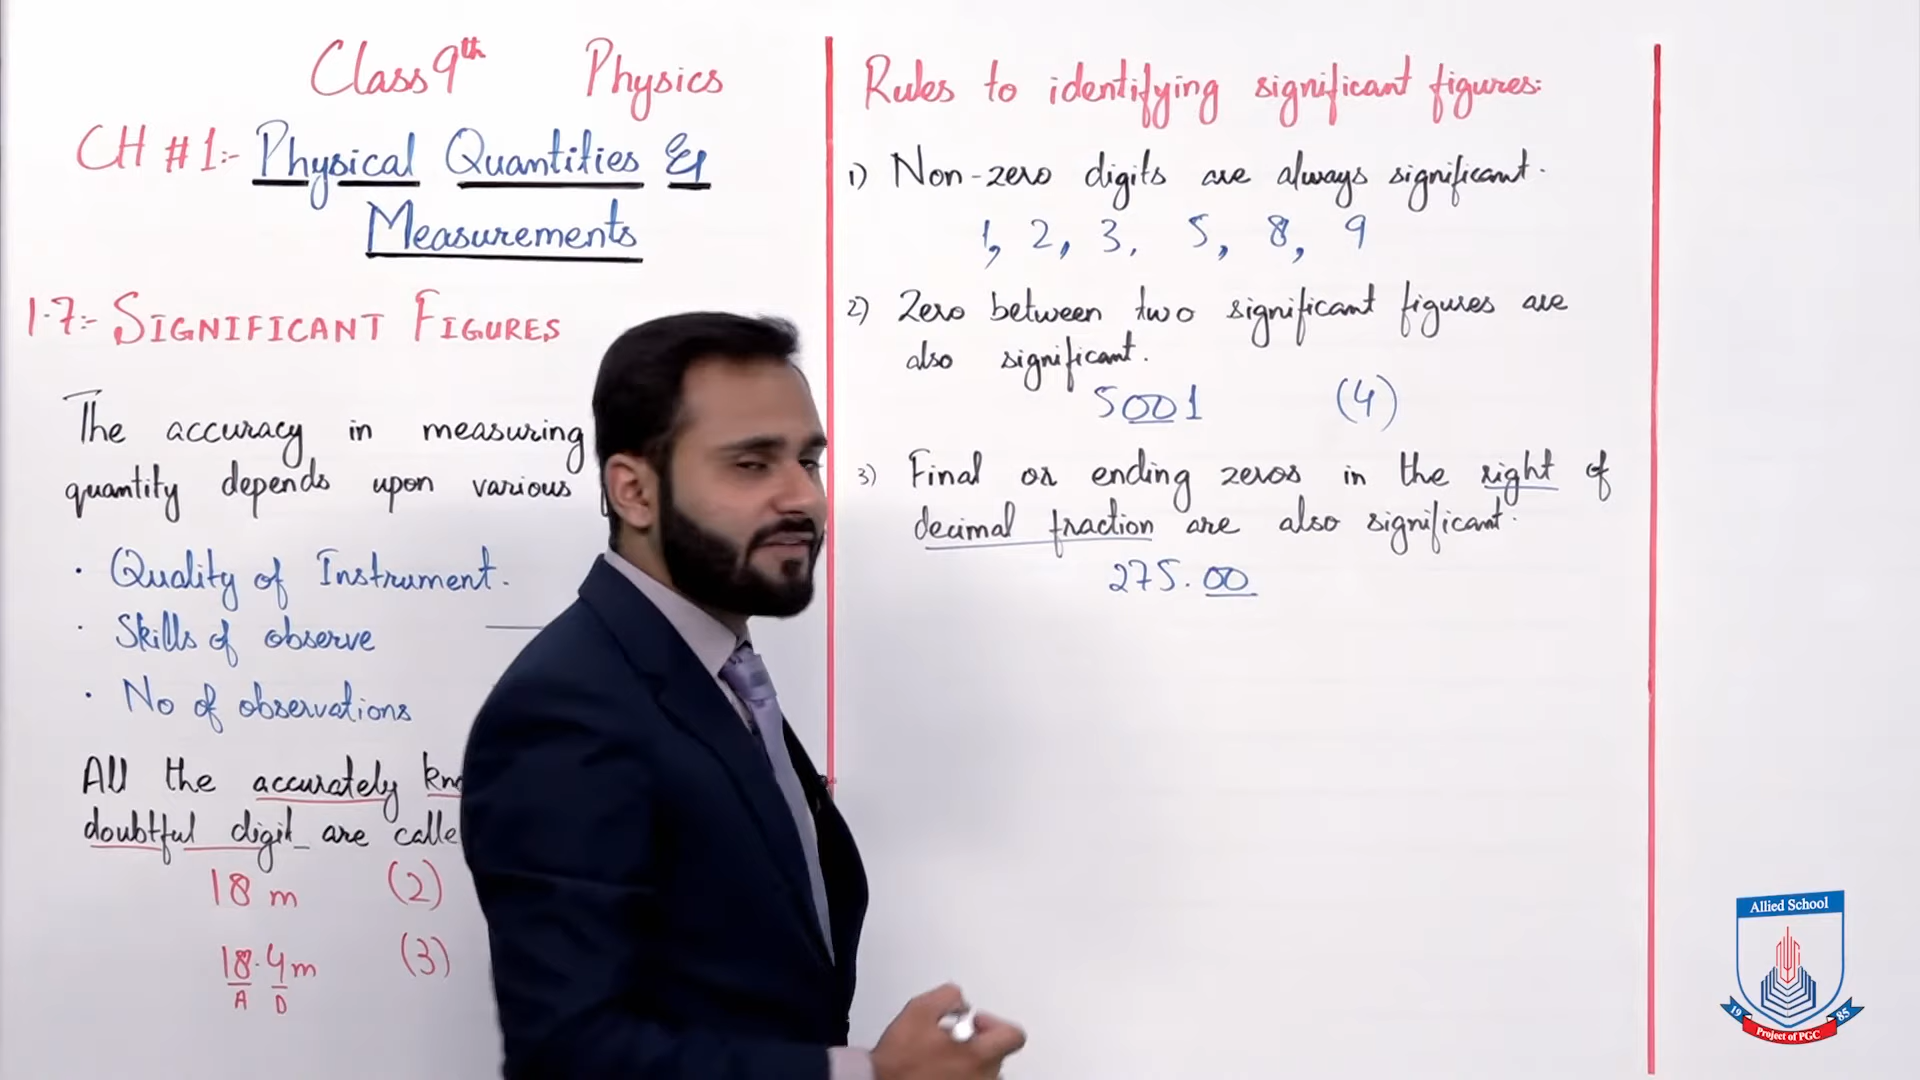 Class 9th Physics
CH # 1:- Physical Quantities &
Measurements
1.7:- SIGNIFICANT FIGURES
The accuracy in measuring
quantity depends upon various
• Quality of Instrument.
• Skills of observe
• No of observations
All the accurately
doubtful digit are
18 m (2)
18.4m (3)
A D
Rules to identifying significant figures:
1) Non-zero digits are always significant.
1, 2, 3, 5, 8, 9
2) Zero between two significant figures are
also significant.
5001 (4)
3) Final or ending zeros in the right of
decimal fraction are also significant.
275.00
Allied School
19 85
Project of PGC